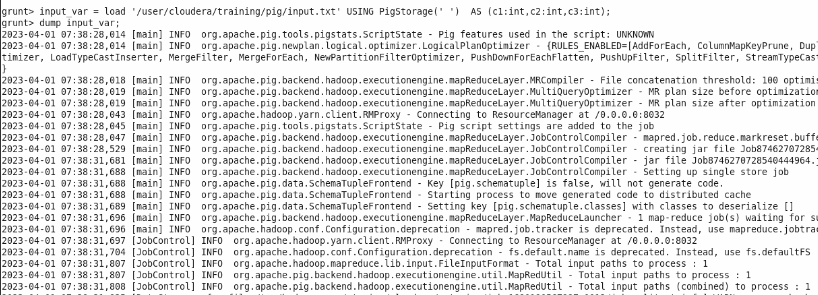 grunt> input_var = load '/user/cloudera/training/pig/input.txt' USING PigStorage(' ')  AS (c1:int,c2:int,c3:int);
grunt> dump input_var;
2023-04-01 07:38:28,014 [main] INFO  org.apache.pig.tools.pigstats.ScriptState - Pig features used in the script: UNKNOWN
2023-04-01 07:38:28,014 [main] INFO  org.apache.pig.newplan.logical.optimizer.LogicalPlanOptimizer - {RULES_ENABLED=[AddForEach, ColumnMapKeyPrune, Dupl
timizer, LoadTypeCastInserter, MergeFilter, MergeForEach, NewPartitionFilterOptimizer, PushDownForEachFlatten, PushUpFilter, SplitFilter, StreamTypeCast
}
2023-04-01 07:38:28,018 [main] INFO  org.apache.pig.backend.hadoop.executionengine.mapReduceLayer.MRCompiler - File concatenation threshold: 100 optimis
2023-04-01 07:38:28,019 [main] INFO  org.apache.pig.backend.hadoop.executionengine.mapReduceLayer.MultiQueryOptimizer - MR plan size before optimization
2023-04-01 07:38:28,019 [main] INFO  org.apache.pig.backend.hadoop.executionengine.mapReduceLayer.MultiQueryOptimizer - MR plan size after optimization
2023-04-01 07:38:28,043 [main] INFO  org.apache.hadoop.yarn.client.RMProxy - Connecting to ResourceManager at /0.0.0.0:8032
2023-04-01 07:38:28,045 [main] INFO  org.apache.pig.tools.pigstats.ScriptState - Pig script settings are added to the job
2023-04-01 07:38:28,047 [main] INFO  org.apache.pig.backend.hadoop.executionengine.mapReduceLayer.JobControlCompiler - mapred.job.reduce.markreset.buffe
2023-04-01 07:38:28,529 [main] INFO  org.apache.pig.backend.hadoop.executionengine.mapReduceLayer.JobControlCompiler - creating jar file Job874627072854
2023-04-01 07:38:31,681 [main] INFO  org.apache.pig.backend.hadoop.executionengine.mapReduceLayer.JobControlCompiler - jar file Job8746270728540444964.j
2023-04-01 07:38:31,688 [main] INFO  org.apache.pig.backend.hadoop.executionengine.mapReduceLayer.JobControlCompiler - Setting up single store job
2023-04-01 07:38:31,688 [main] INFO  org.apache.pig.data.SchemaTupleFrontend - Key [pig.schematuple] is false, will not generate code.
2023-04-01 07:38:31,688 [main] INFO  org.apache.pig.data.SchemaTupleFrontend - Starting process to move generated code to distributed cache
2023-04-01 07:38:31,689 [main] INFO  org.apache.pig.data.SchemaTupleFrontend - Setting key [pig.schematuple.classes] with classes to deserialize []
2023-04-01 07:38:31,696 [main] INFO  org.apache.pig.backend.hadoop.executionengine.mapReduceLayer.MapReduceLauncher - 1 map-reduce job(s) waiting for su
2023-04-01 07:38:31,696 [main] INFO  org.apache.hadoop.conf.Configuration.deprecation - mapred.job.tracker is deprecated. Instead, use mapreduce.jobtrac
2023-04-01 07:38:31,697 [JobControl] INFO  org.apache.hadoop.yarn.client.RMProxy - Connecting to ResourceManager at /0.0.0.0:8032
2023-04-01 07:38:31,704 [JobControl] INFO  org.apache.hadoop.conf.Configuration.deprecation - fs.default.name is deprecated. Instead, use fs.defaultFS
2023-04-01 07:38:31,807 [JobControl] INFO  org.apache.hadoop.mapreduce.lib.input.FileInputFormat - Total input paths to process : 1
2023-04-01 07:38:31,807 [JobControl] INFO  org.apache.pig.backend.hadoop.executionengine.util.MapRedUtil - Total input paths to process : 1
2023-04-01 07:38:31,808 [JobControl] INFO  org.apache.pig.backend.hadoop.executionengine.util.MapRedUtil - Total input paths (combined) to process : 1